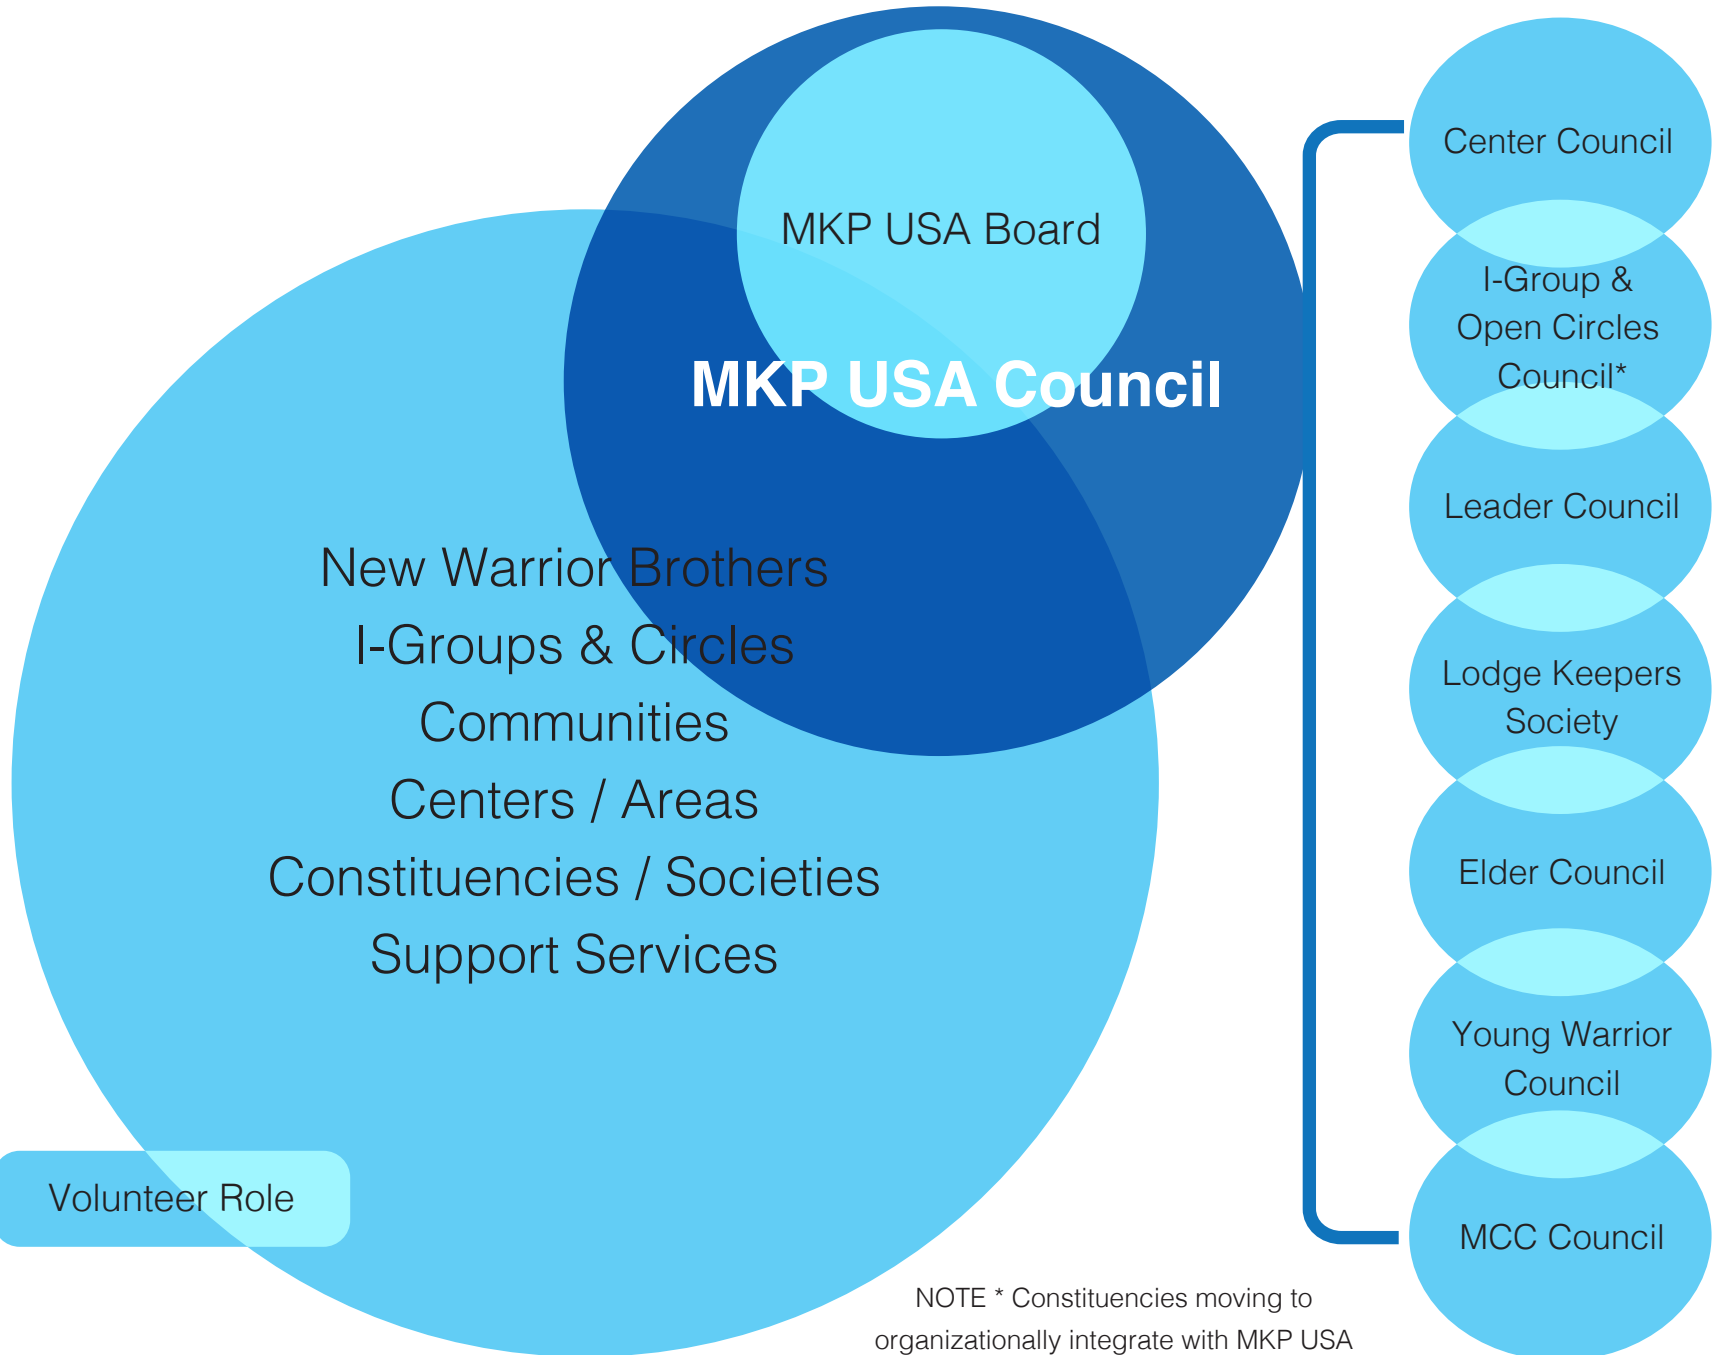 MKP USA Board
MKP USA Council
New Warrior Brothers
I-Groups & Circles
Communities
Centers / Areas
Constituencies / Societies
Support Services
Volunteer Role
Center Council
I-Group &
Open Circles
Council*
Leader Council
Lodge Keepers
Society
Elder Council
Young Warrior
Council
MCC Council
NOTE * Constituencies moving to
organizationally integrate with MKP USA